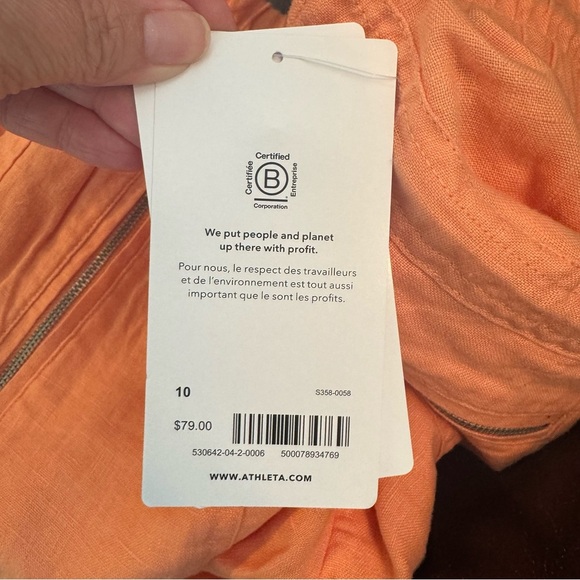 Certified
Certifiée
B
Entreprise
Corporation
We put people and planet
up there with profit.
Pour nous, le respect des travailleurs
et de l'environnement est tout aussi
important que le sont les profits.
10
S358-0058
$79.00
530642-04-2-0006 500078934769
WWW.ATHLETA.COM